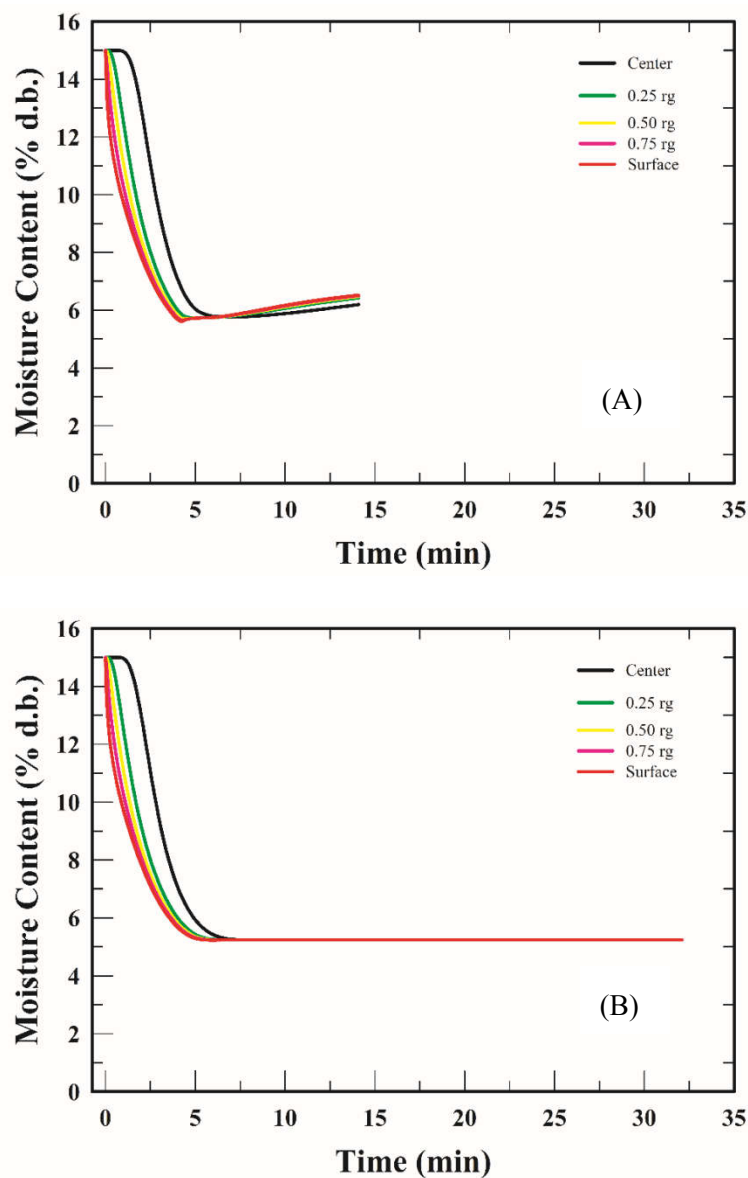 16
14
12
10
8
6
4
2
0
Moisture Content (% d.b.)
Center
0.25 rg
0.50 rg
0.75 rg
Surface
(A)
0 5 10 15 20 25 30 35
Time (min)
16
14
12
10
8
6
4
2
0
Moisture Content (% d.b.)
Center
0.25 rg
0.50 rg
0.75 rg
Surface
(B)
0 5 10 15 20 25 30 35
Time (min)